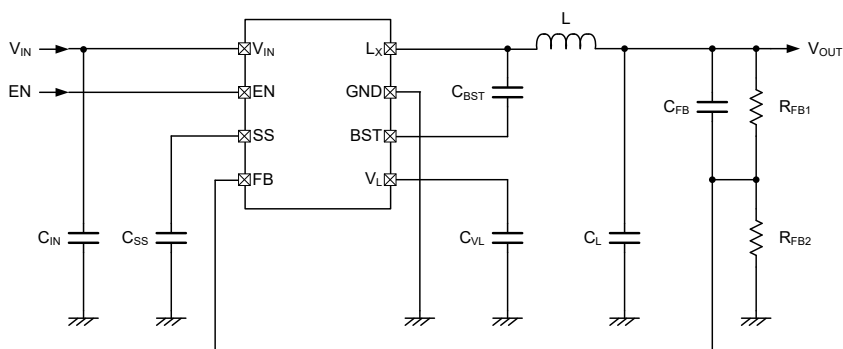 L
VIN
VIN
LX
VOUT
EN
EN
GND
CBST
CFB
RFB1
SS
BST
FB
VL
CIN
CSS
CVL
CL
RFB2